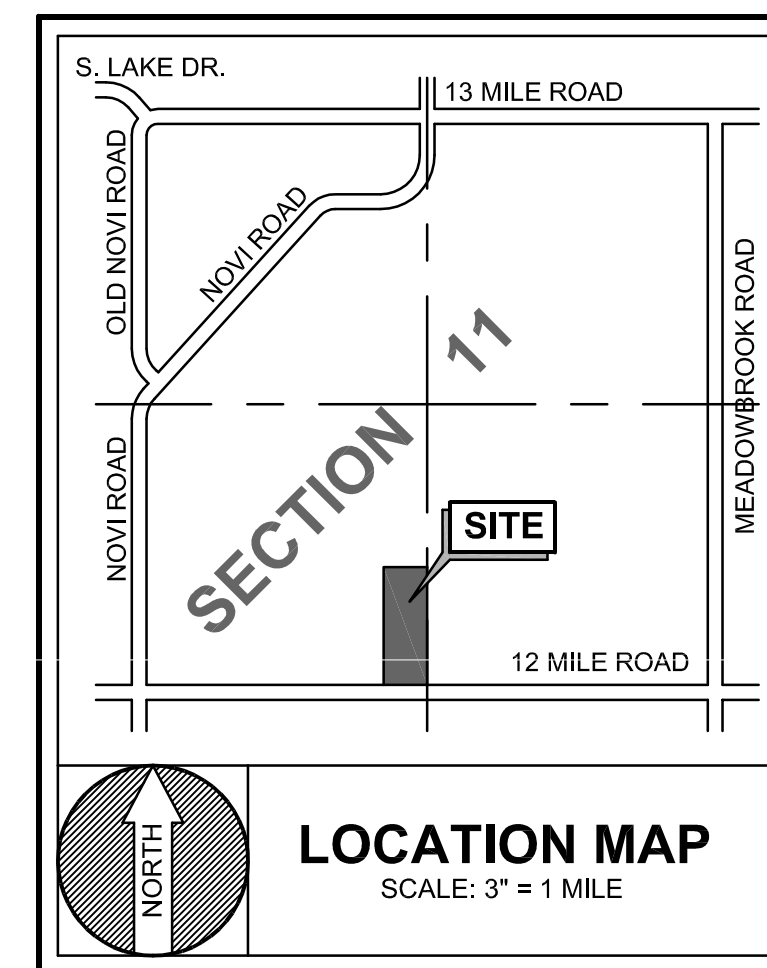 S. LAKE DR.
13 MILE ROAD
OLD NOVI ROAD
NOVI ROAD
MEADOWBROOK ROAD
SECTION 11
NOVI ROAD
SITE
12 MILE ROAD
NORTH
LOCATION MAP
SCALE: 3" = 1 MILE